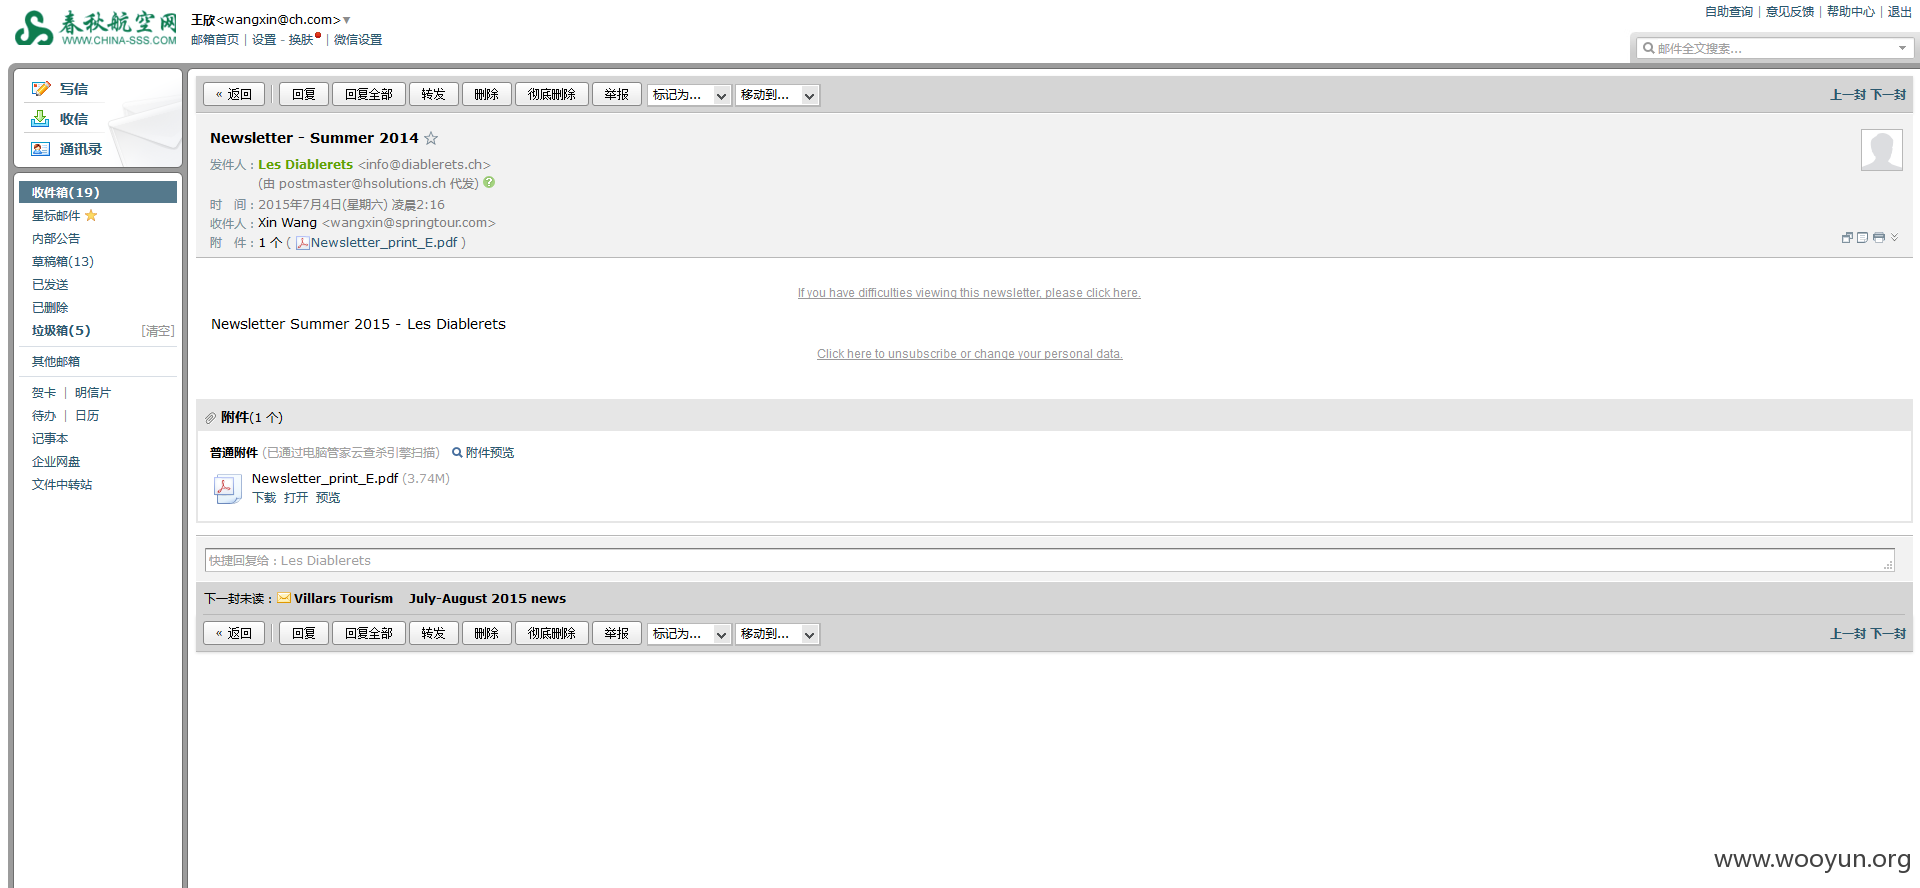 春秋航空网
WWW.CHINA-SSS.COM
王欣<wangxin@ch.com>
邮箱首页 | 设置 - 换肤 | 微信设置
自助查询 | 意见反馈 | 帮助中心 | 退出
邮件全文搜索...
写信
收信
通讯录
收件箱(19)
星标邮件
内部公告
草稿箱(13)
已发送
已删除
垃圾箱(5) [清空]
其他邮箱
贺卡 | 明信片
待办 | 日历
记事本
企业网盘
文件中转站
« 返回 回复 回复全部 转发 删除 彻底删除 举报 标记为... 移动到... 上一封 下一封
Newsletter - Summer 2014
发件人：Les Diablerets <info@diablerets.ch>
(由 postmaster@hsolutions.ch 代发)
时 间：2015年7月4日(星期六) 凌晨2:16
收件人：Xin Wang <wangxin@springtour.com>
附 件：1 个 ( Newsletter_print_E.pdf )
If you have difficulties viewing this newsletter, please click here.
Newsletter Summer 2015 - Les Diablerets
Click here to unsubscribe or change your personal data.
附件(1 个)
普通附件 (已通过电脑管家云查杀引擎扫描) 附件预览
Newsletter_print_E.pdf (3.74M)
下载 打开 预览
快捷回复给：Les Diablerets
下一封未读：Villars Tourism July-August 2015 news
« 返回 回复 回复全部 转发 删除 彻底删除 举报 标记为... 移动到... 上一封 下一封
www.wooyun.org